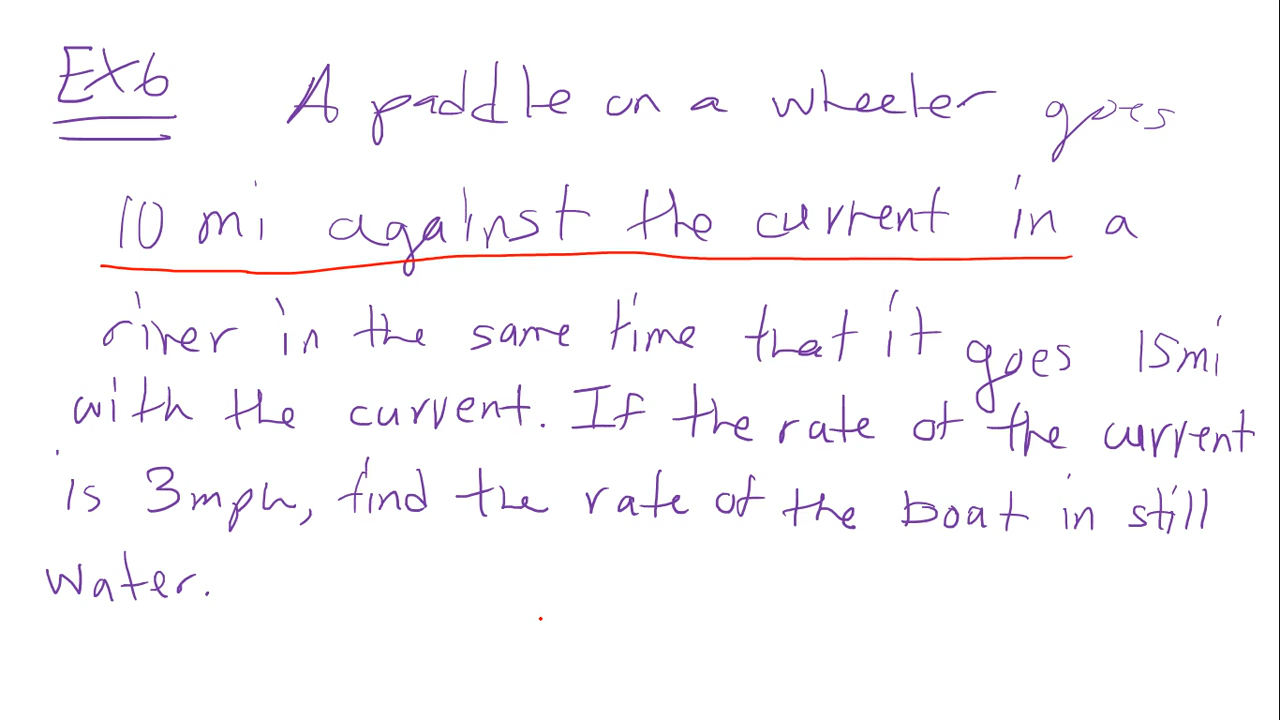 EX6 A paddle on a wheeler goes
10 mi against the current in a
river in the same time that it goes 15mi
with the current. If the rate of the current
is 3mph, find the rate of the boat in still
water.